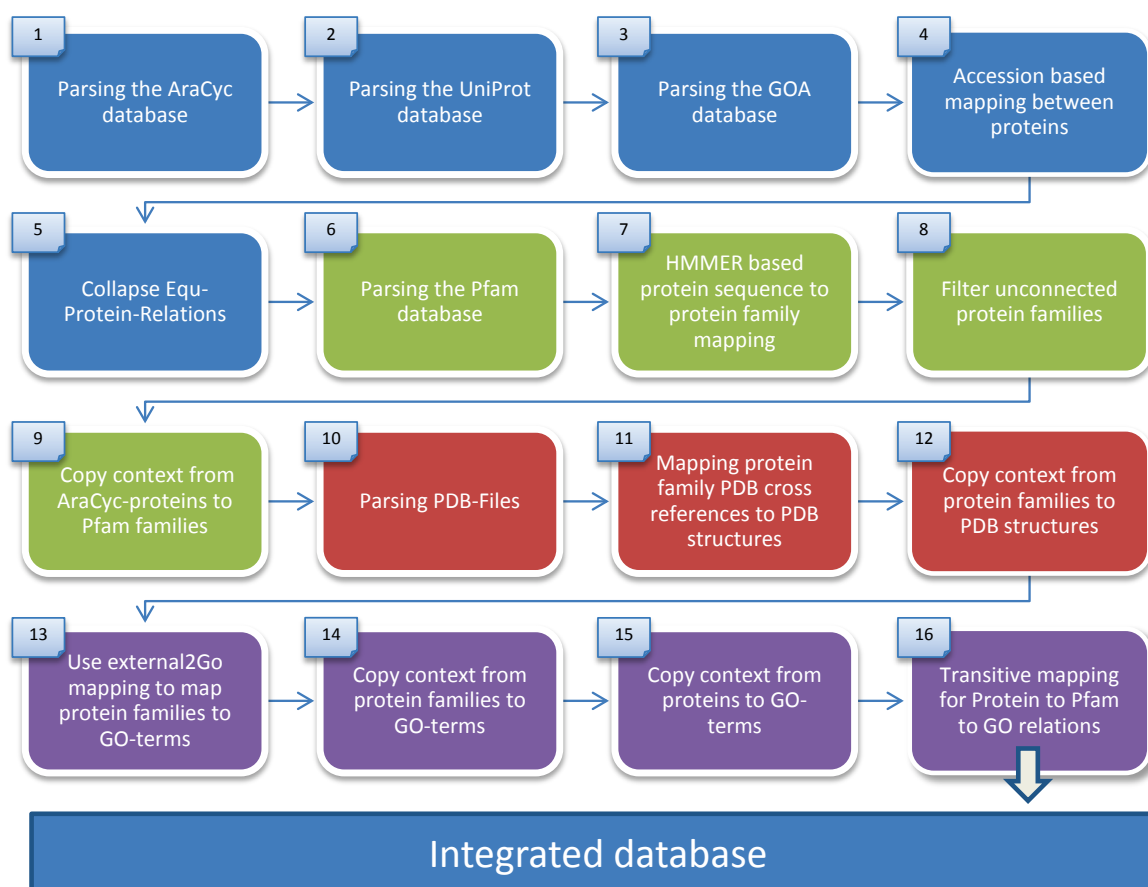 1
Parsing the AraCyc
database
2
Parsing the UniProt
database
3
Parsing the GOA
database
4
Accession based
mapping between
proteins
5
Collapse Equ-
Protein-Relations
6
Parsing the Pfam
database
7
HMMER based
protein sequence to
protein family
mapping
8
Filter unconnected
protein families
9
Copy context from
AraCyc-proteins to
Pfam families
10
Parsing PDB-Files
11
Mapping protein
family PDB cross
references to PDB
structures
12
Copy context from
protein families to
PDB structures
13
Use external2Go
mapping to map
protein families to
GO-terms
14
Copy context from
protein families to
GO-terms
15
Copy context from
proteins to GO-
terms
16
Transitive mapping
for Protein to Pfam
to GO relations
Integrated database